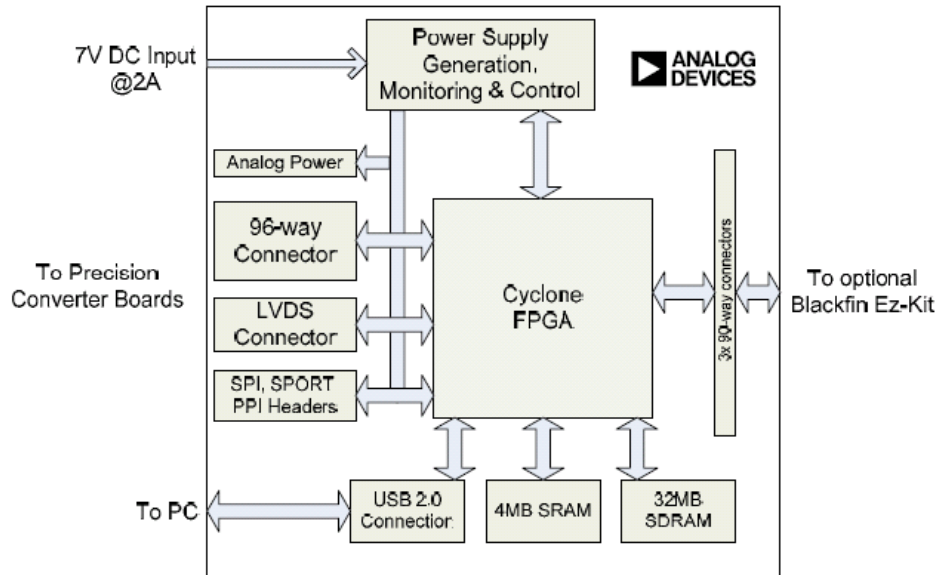 7V DC Input
@2A
Power Supply
Generation,
Monitoring & Control
ANALOG
DEVICES
Analog Power
96-way
Connector
To Precision
Converter Boards
LVDS
Connector
SPI, SPORT
PPI Headers
Cyclone
FPGA
3x 90-way connectors
To optional
Blackfin Ez-Kit
To PC
USB 2.0
Connection
4MB SRAM
32MB
SDRAM